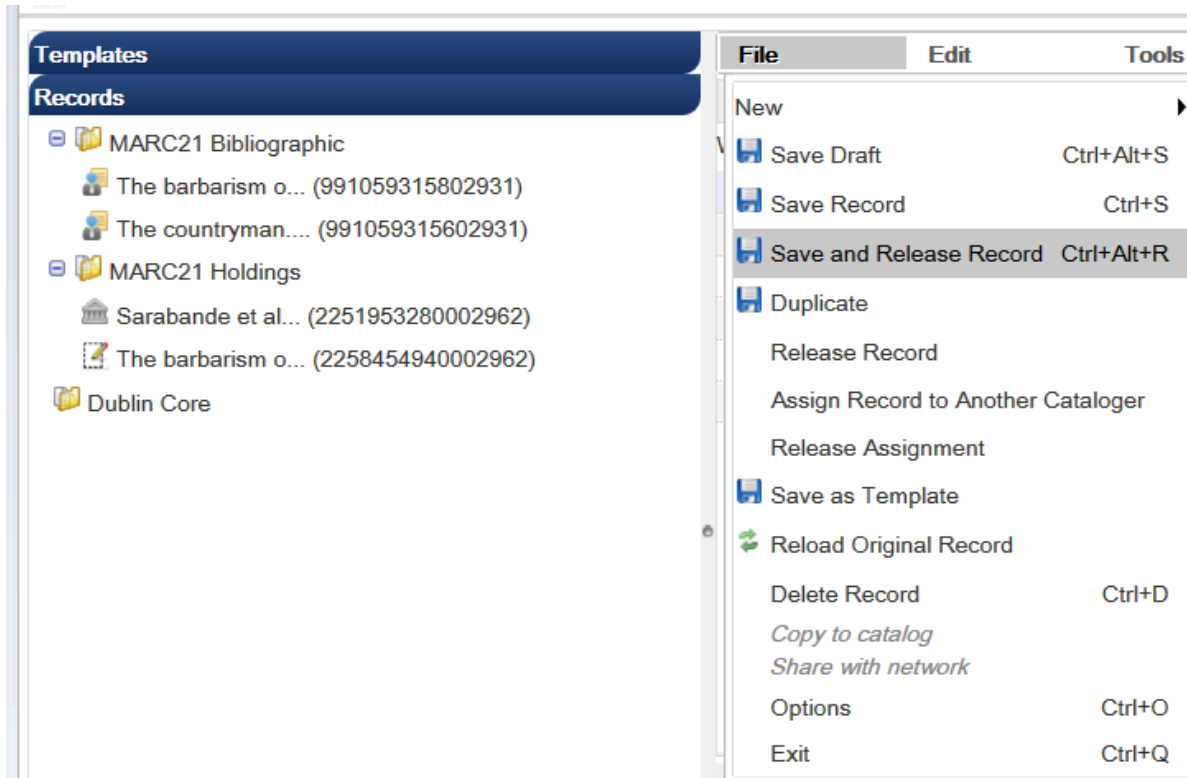 Templates
Records
MARC21 Bibliographic
The barbarism o... (991059315802931)
The countryman.... (991059315602931)
MARC21 Holdings
Sarabande et al... (2251953280002962)
The barbarism o... (2258454940002962)
Dublin Core
File Edit Tools
New
Save Draft Ctrl+Alt+S
Save Record Ctrl+S
Save and Release Record Ctrl+Alt+R
Duplicate
Release Record
Assign Record to Another Cataloger
Release Assignment
Save as Template
Reload Original Record
Delete Record Ctrl+D
Copy to catalog
Share with network
Options Ctrl+O
Exit Ctrl+Q